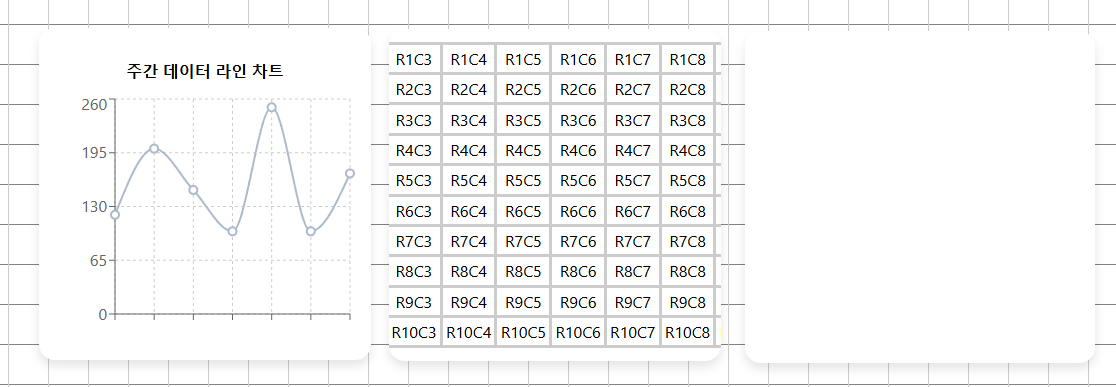 주간 데이터 라인 차트
260
195
130
65
0
R1C3 R1C4 R1C5 R1C6 R1C7 R1C8
R2C3 R2C4 R2C5 R2C6 R2C7 R2C8
R3C3 R3C4 R3C5 R3C6 R3C7 R3C8
R4C3 R4C4 R4C5 R4C6 R4C7 R4C8
R5C3 R5C4 R5C5 R5C6 R5C7 R5C8
R6C3 R6C4 R6C5 R6C6 R6C7 R6C8
R7C3 R7C4 R7C5 R7C6 R7C7 R7C8
R8C3 R8C4 R8C5 R8C6 R8C7 R8C8
R9C3 R9C4 R9C5 R9C6 R9C7 R9C8
R10C3 R10C4 R10C5 R10C6 R10C7 R10C8